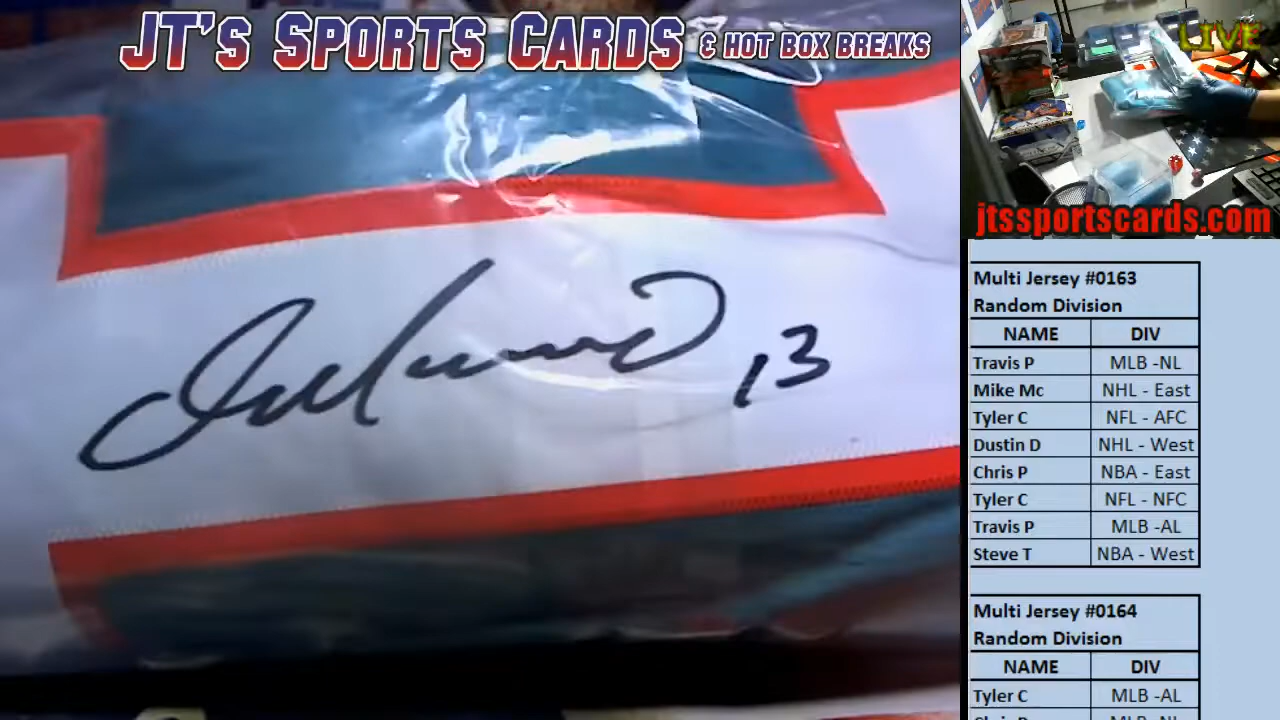 JT's Sports Cards & Hot Box Breaks
LIVE
jtssportscards.com
13
Multi Jersey #0163
Random Division
NAME DIV
Travis P MLB -NL
Mike Mc NHL - East
Tyler C NFL - AFC
Dustin D NHL - West
Chris P NBA - East
Tyler C NFL - NFC
Travis P MLB -AL
Steve T NBA - West
Multi Jersey #0164
Random Division
NAME DIV
Tyler C MLB -AL